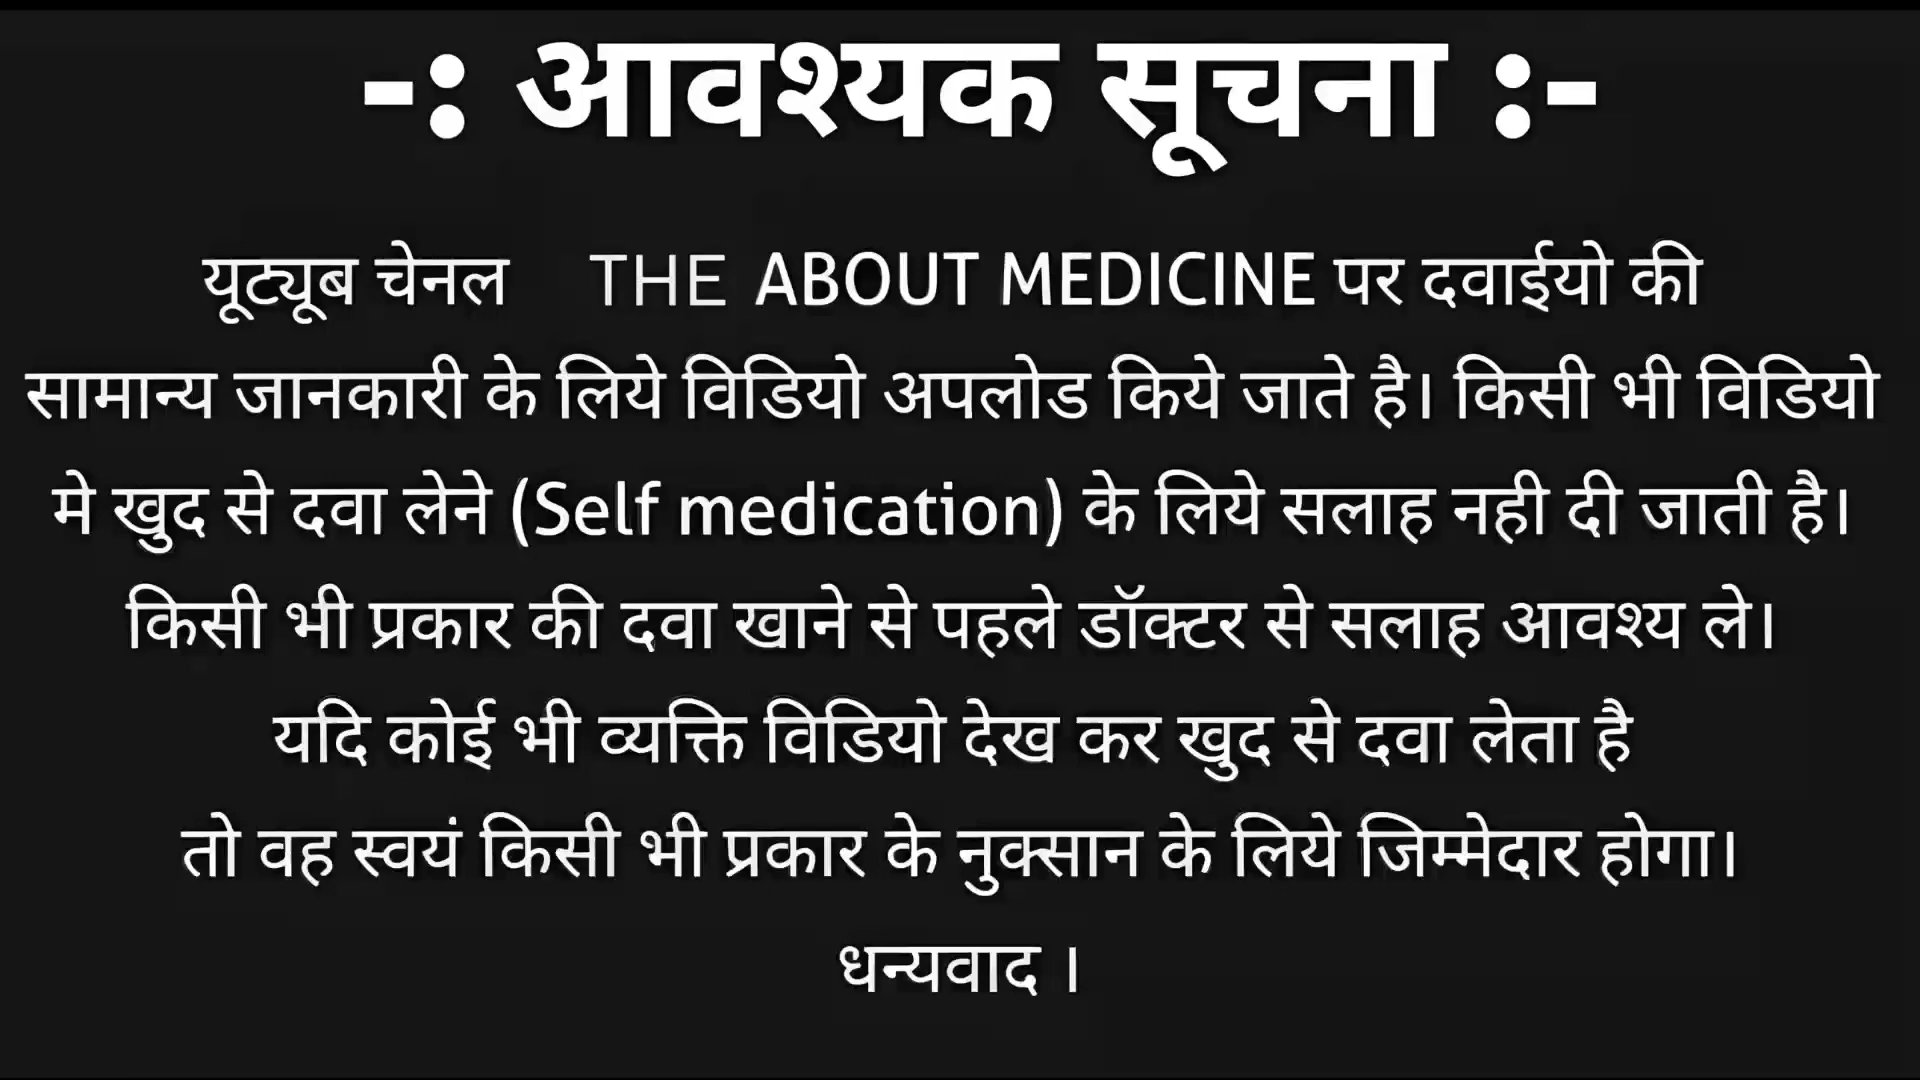 -: आवश्यक सूचना :-
यूट्यूब चेनल THE ABOUT MEDICINE पर दवाईयो की
सामान्य जानकारी के लिये विडियो अपलोड किये जाते है। किसी भी विडियो
मे खुद से दवा लेने (Self medication) के लिये सलाह नही दी जाती है।
किसी भी प्रकार की दवा खाने से पहले डॉक्टर से सलाह आवश्य ले।
यदि कोई भी व्यक्ति विडियो देख कर खुद से दवा लेता है
तो वह स्वयं किसी भी प्रकार के नुक्सान के लिये जिम्मेदार होगा।
धन्यवाद ।